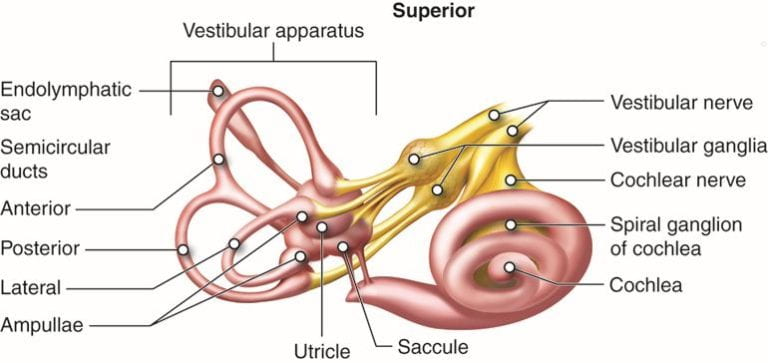 Superior
Vestibular apparatus
Endolymphatic
sac
Semicircular
ducts
Anterior
Posterior
Lateral
Ampullae
Utricle
Saccule
Vestibular nerve
Vestibular ganglia
Cochlear nerve
Spiral ganglion
of cochlea
Cochlea